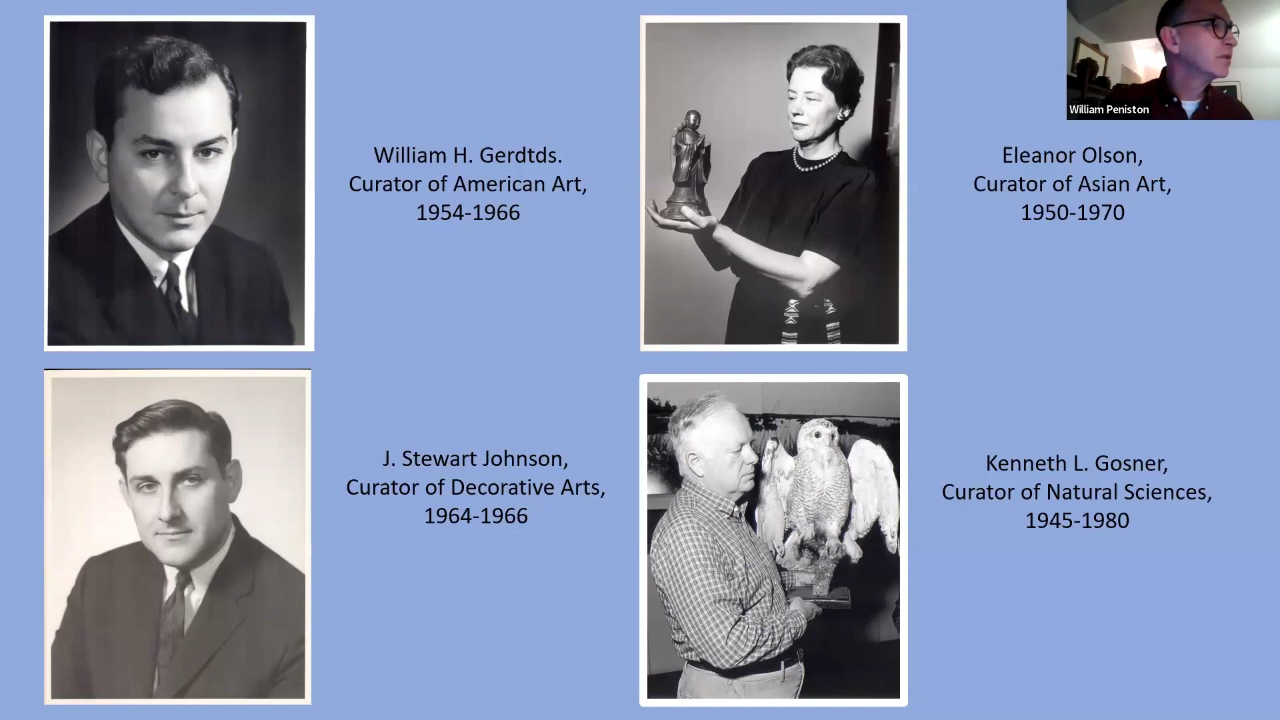 William H. Gerdtds.
Curator of American Art,
1954-1966
Eleanor Olson,
Curator of Asian Art,
1950-1970
William Peniston
J. Stewart Johnson,
Curator of Decorative Arts,
1964-1966
Kenneth L. Gosner,
Curator of Natural Sciences,
1945-1980